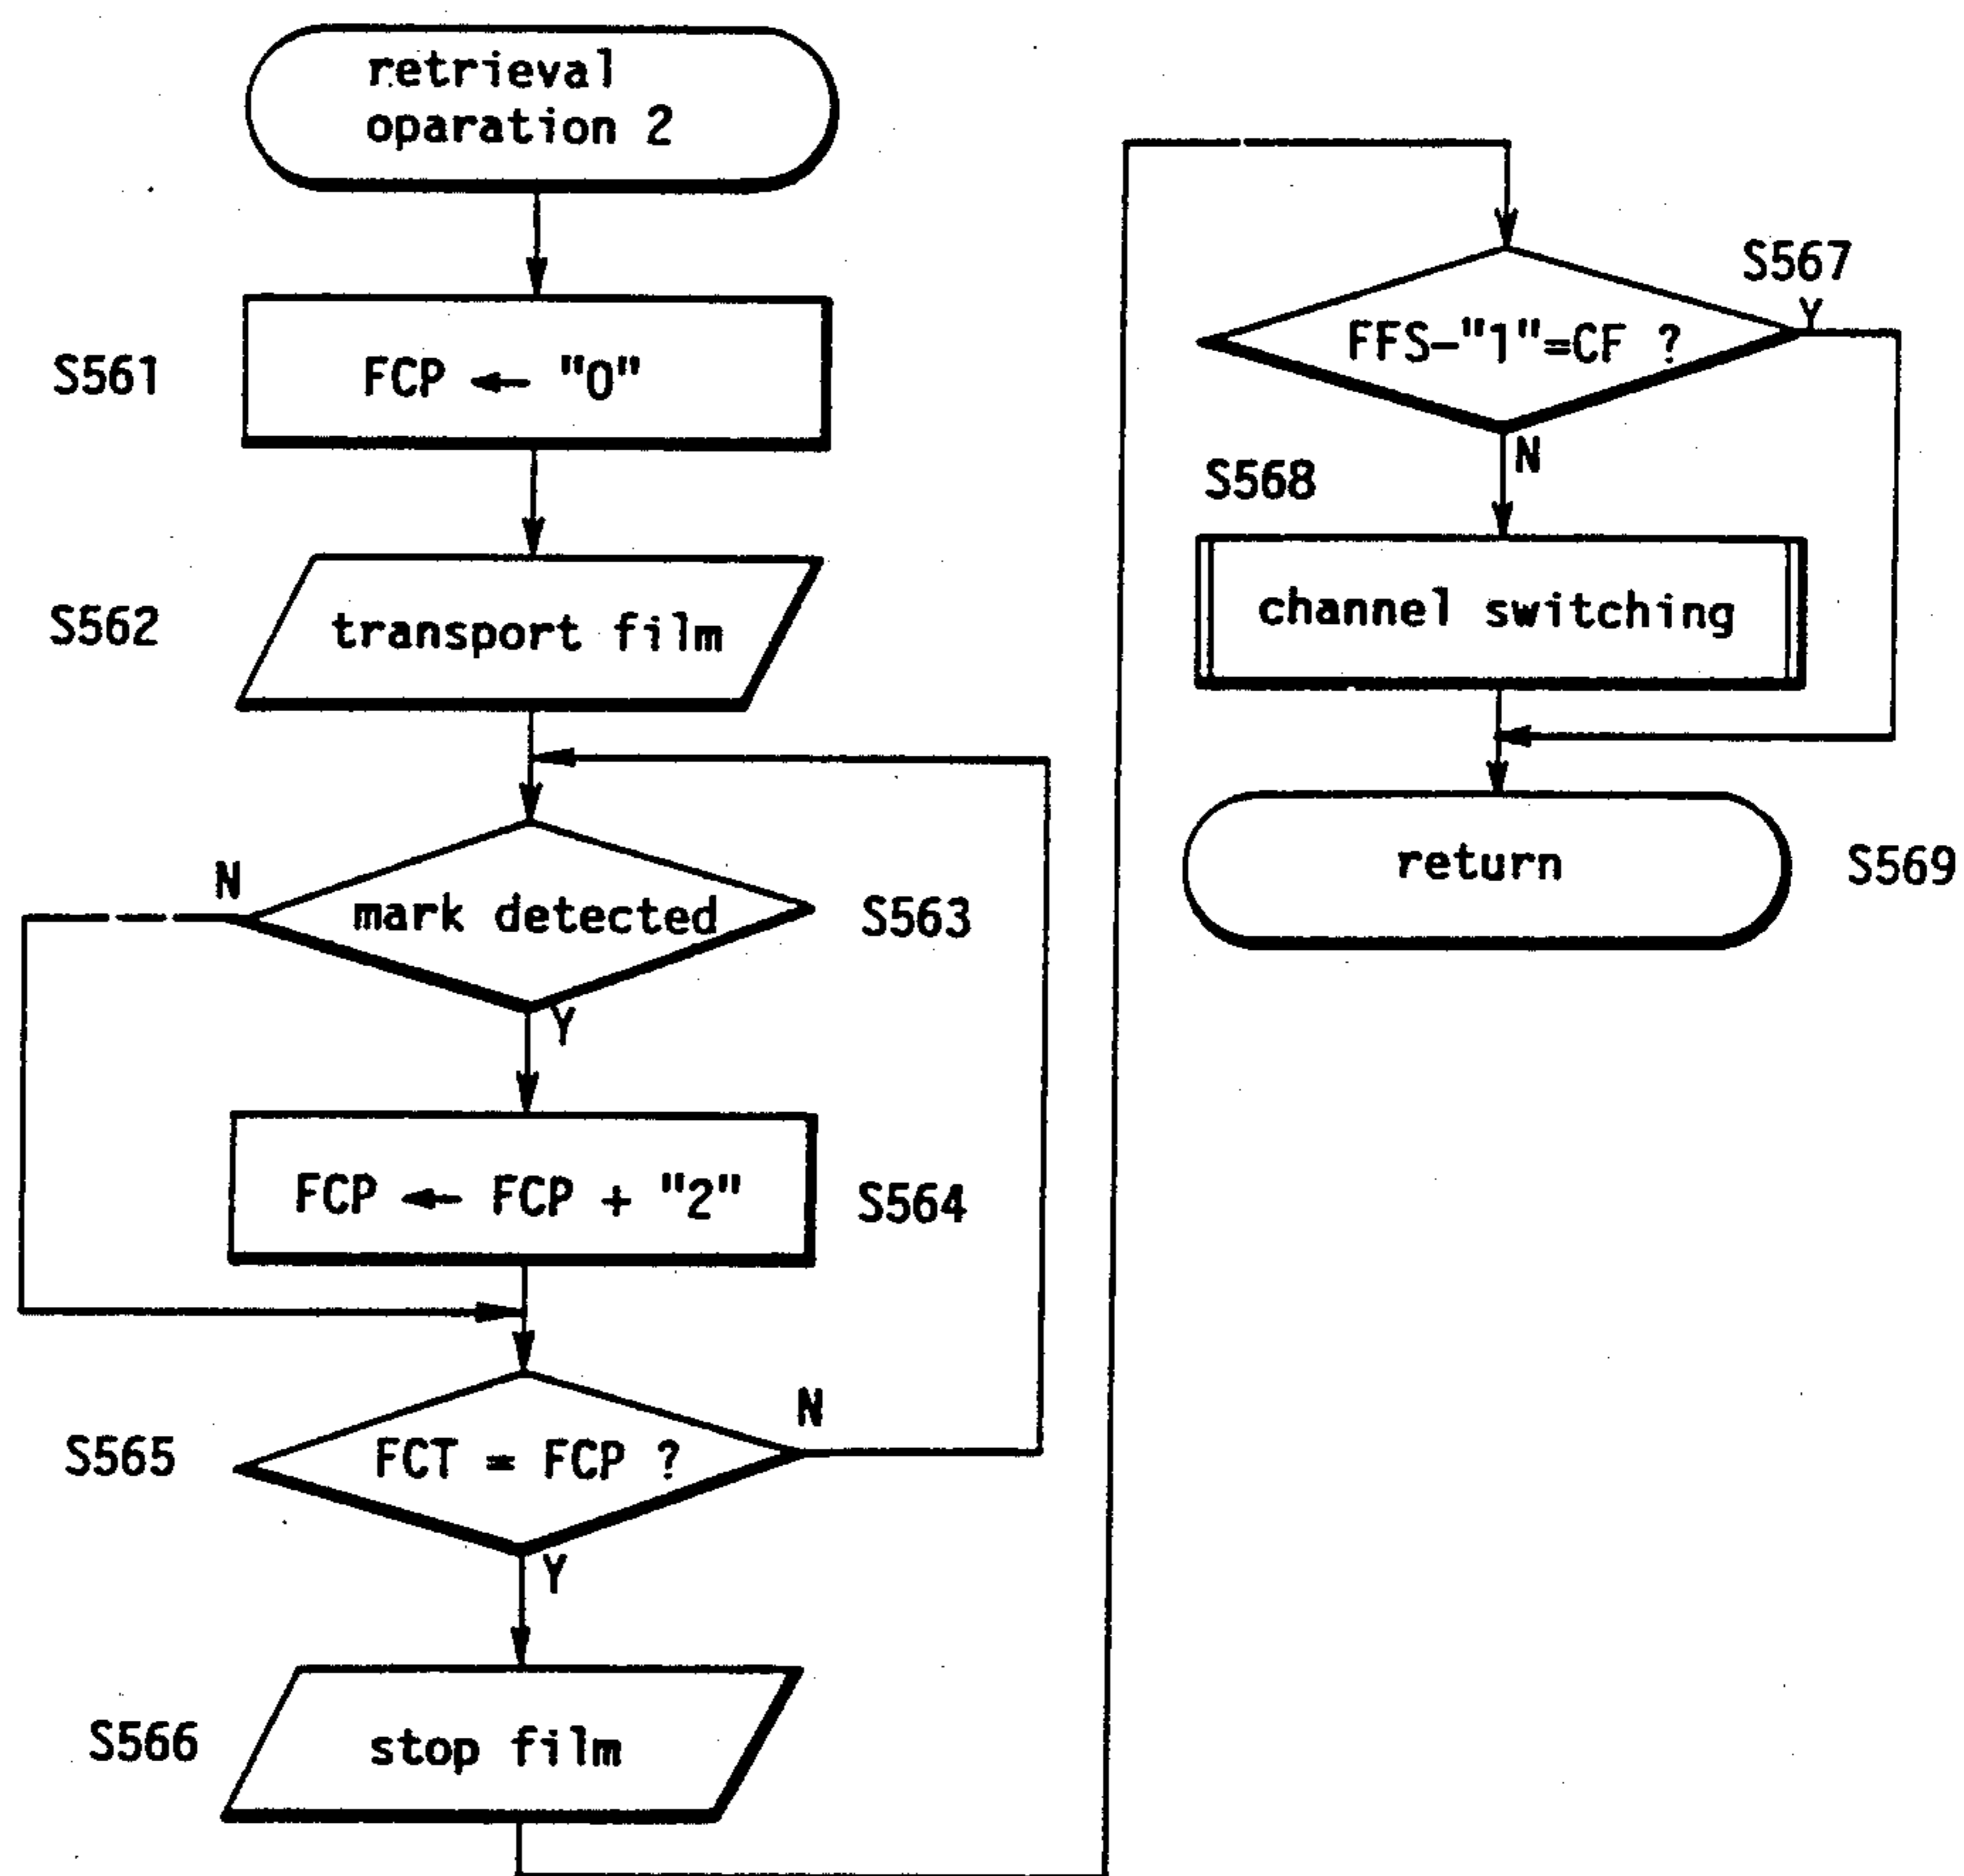 retrieval
oparation 2
S561
FCP ← "0"
S562
transport film
N
mark detected
S563
Y
FCP ← FCP + "2"
S564
S565
FCT = FCP ?
N
Y
S566
stop film
S567
FFS-"1"=CF ?
Y
N
S568
channel switching
return
S569